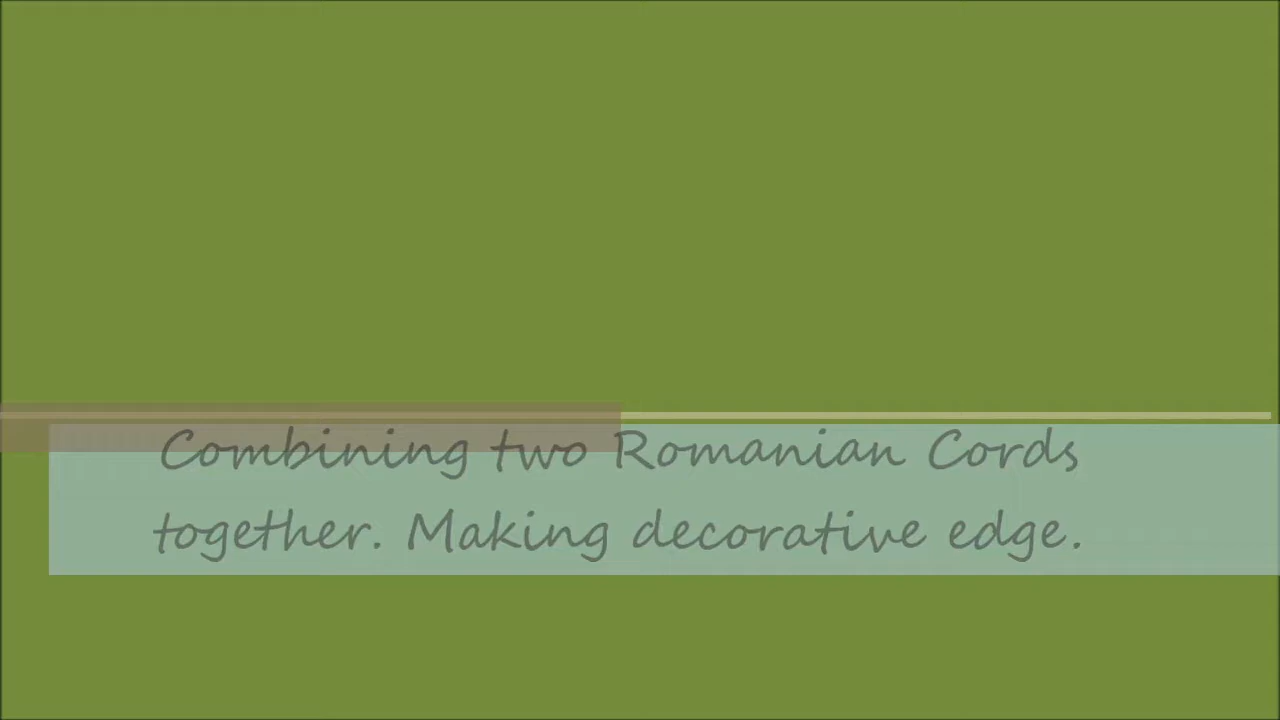 Combining two Romanian Cords
together. Making decorative edge.